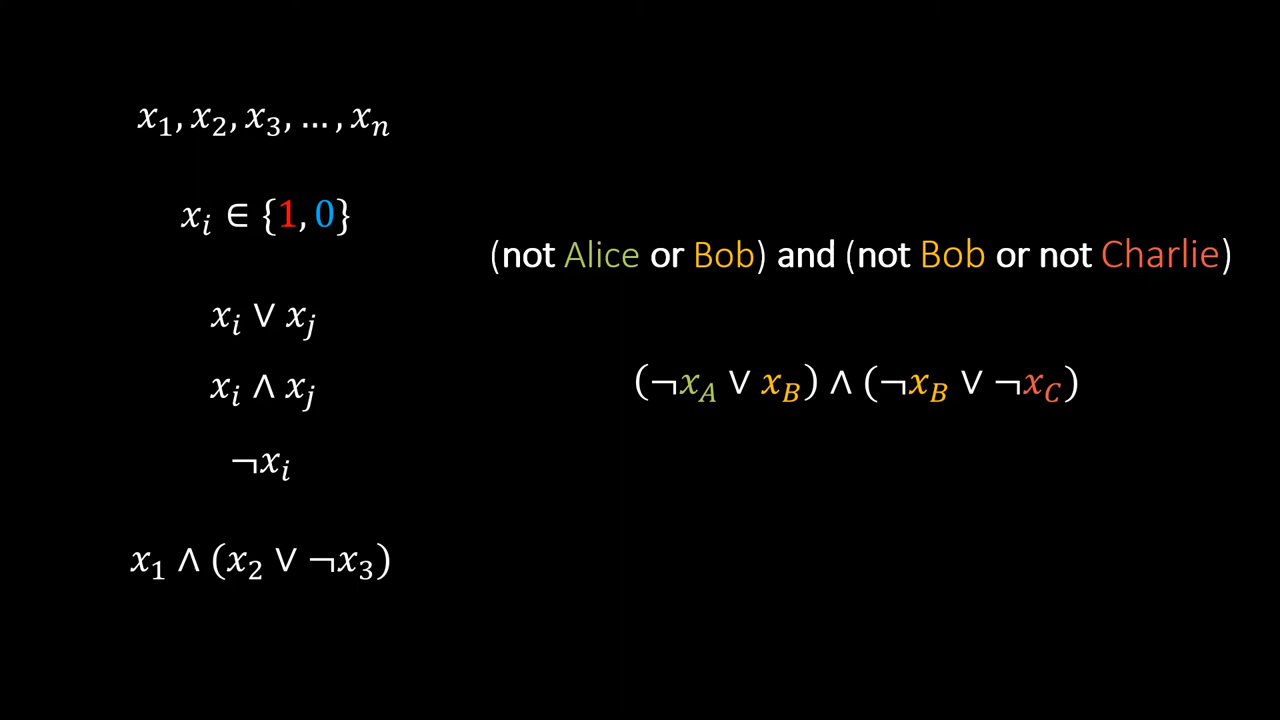 x₁, x₂, x₃, … , xₙ
xᵢ ∈ {1, 0}
(not Alice or Bob) and (not Bob or not Charlie)
xᵢ ∨ xⱼ
xᵢ ∧ xⱼ
(¬x_A ∨ x_B) ∧ (¬x_B ∨ ¬x_C)
¬xᵢ
x₁ ∧ (x₂ ∨ ¬x₃)